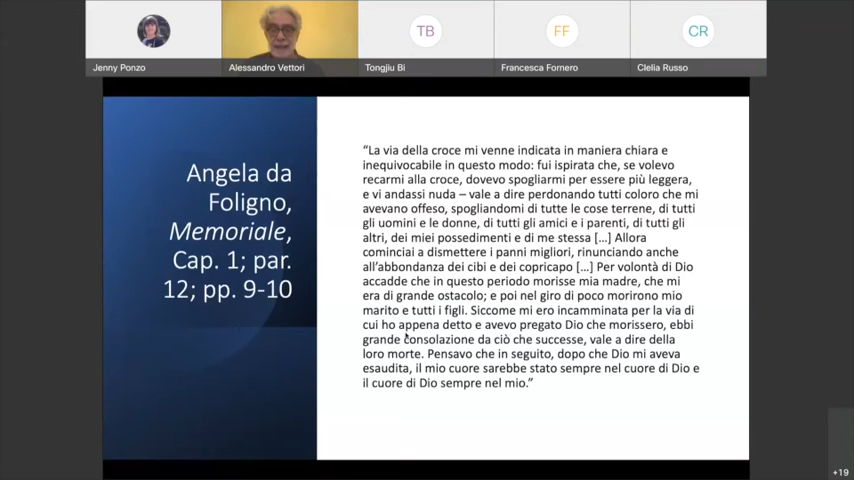 TB
FF
CR
Jenny Ponzo
Alessandro Vettori
Tongjiu Bi
Francesca Fornero
Clelia Russo
Angela da
Foligno,
Memoriale,
Cap. 1; par.
12; pp. 9-10
“La via della croce mi venne indicata in maniera chiara e
inequivocabile in questo modo: fui ispirata che, se volevo
recarmi alla croce, dovevo spogliarmi per essere più leggera,
e vi andassi nuda – vale a dire perdonando tutti coloro che mi
avevano offeso, spogliandomi di tutte le cose terrene, di tutti
gli uomini e le donne, di tutti gli amici e i parenti, di tutti gli
altri, dei miei possedimenti e di me stessa […] Allora
cominciai a dismettere i panni migliori, rinunciando anche
all’abbondanza dei cibi e dei copricapo […] Per volontà di Dio
accadde che in questo periodo morisse mia madre, che mi
era di grande ostacolo; e poi nel giro di poco morirono mio
marito e tutti i figli. Siccome mi ero incamminata per la via di
cui ho appena detto e avevo pregato Dio che morissero, ebbi
grande consolazione da ciò che successe, vale a dire della
loro morte. Pensavo che in seguito, dopo che Dio mi aveva
esaudita, il mio cuore sarebbe stato sempre nel cuore di Dio e
il cuore di Dio sempre nel mio.”
+19